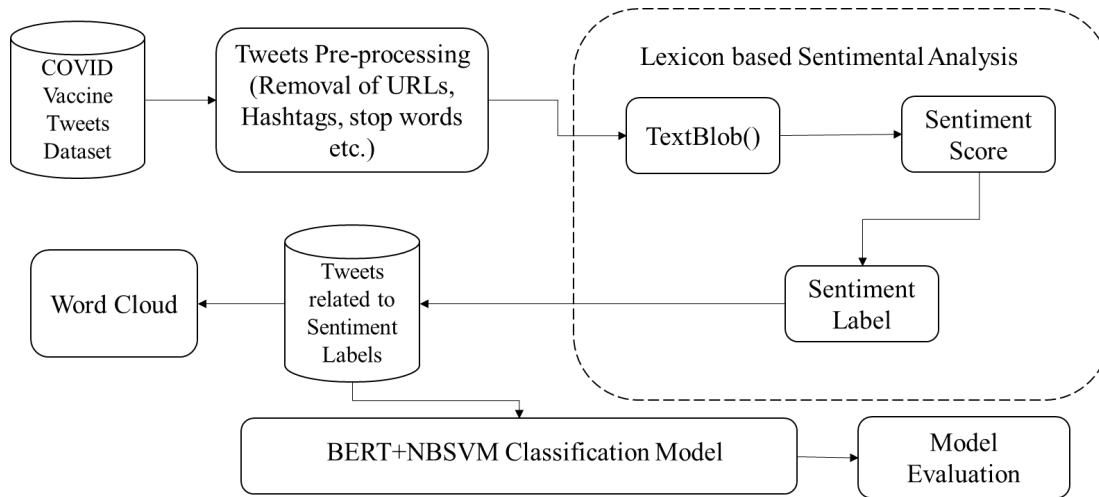 COVID
Vaccine
Tweets
Dataset
Tweets Pre-processing
(Removal of URLs,
Hashtags, stop words
etc.)
Lexicon based Sentimental Analysis
TextBlob()
Sentiment
Score
Sentiment
Label
Tweets
related to
Sentiment
Labels
Word Cloud
BERT+NBSVM Classification Model
Model
Evaluation